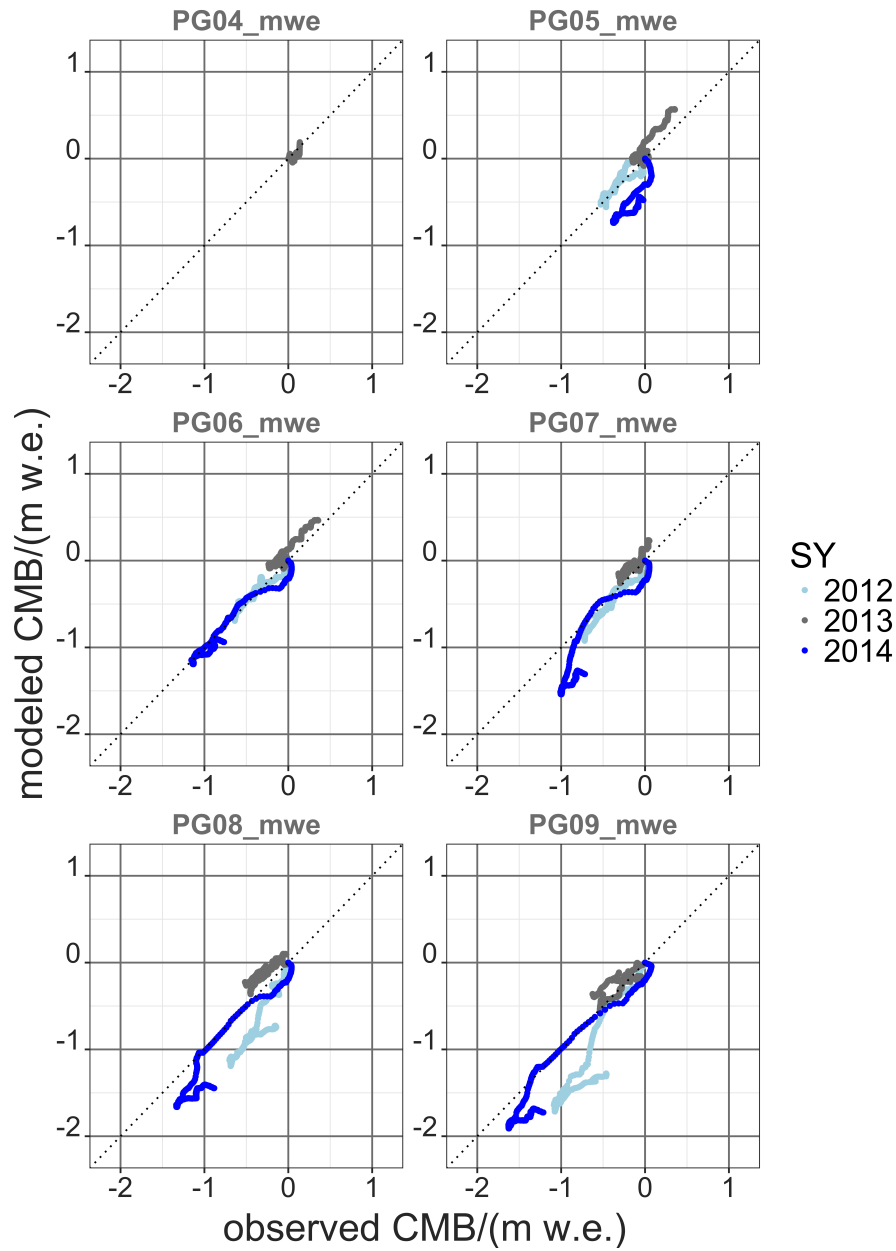 PG04_mwe PG05_mwe
1 1
0 0
-1 -1
-2 -2
-2 -1 0 1 -2 -1 0 1
PG06_mwe PG07_mwe
1 1
0 0
-1 -1
-2 -2
-2 -1 0 1 -2 -1 0 1
PG08_mwe PG09_mwe
1 1
0 0
-1 -1
-2 -2
-2 -1 0 1 -2 -1 0 1
modeled CMB/(m w.e.)
observed CMB/(m w.e.)
SY
2012
2013
2014